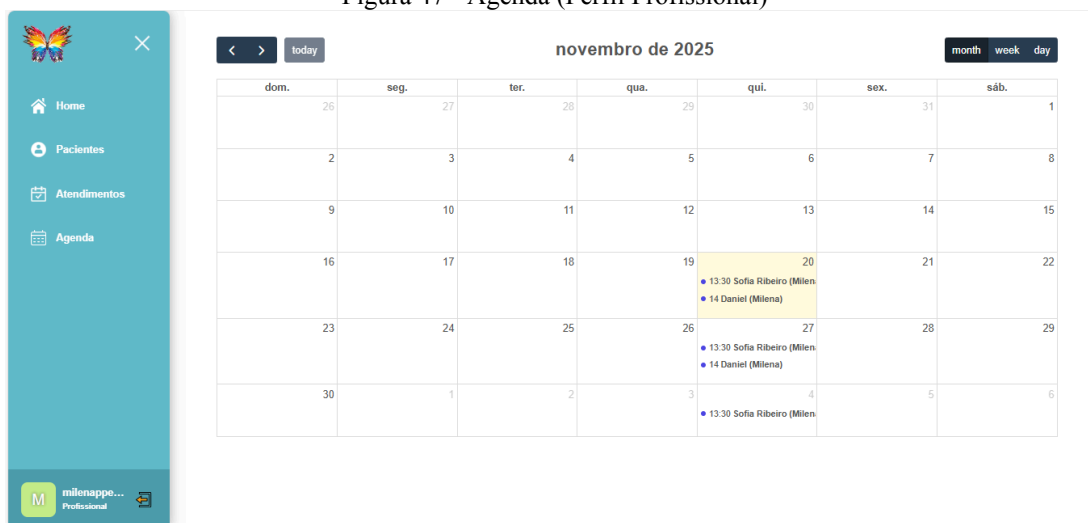 Figura 47 - Agenda (Perfil Profissional)
today
novembro de 2025
month week day
Home
Pacientes
Atendimentos
Agenda
dom. seg. ter. qua. qui. sex. sáb.
26 27 28 29 30 31 1
2 3 4 5 6 7 8
9 10 11 12 13 14 15
16 17 18 19 20 21 22
13:30 Sofia Ribeiro (Milen
14 Daniel (Milena)
23 24 25 26 27 28 29
13:30 Sofia Ribeiro (Milen
14 Daniel (Milena)
30 1 2 3 4 5 6
13:30 Sofia Ribeiro (Milen
M
milenappe...
Profissional